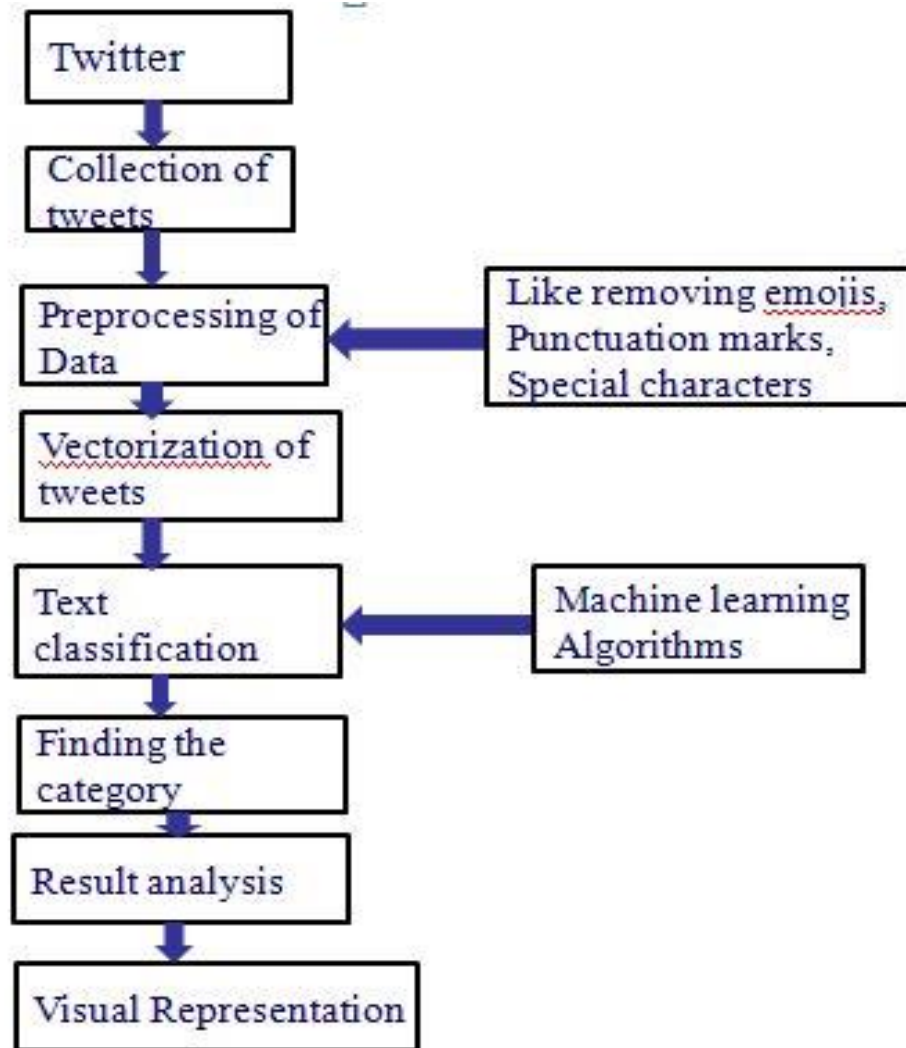 Twitter
Collection of
tweets
Preprocessing of
Data
Like removing emojis,
Punctuation marks,
Special characters
Vectorization of
tweets
Text
classification
Machine learning
Algorithms
Finding the
category
Result analysis
Visual Representation